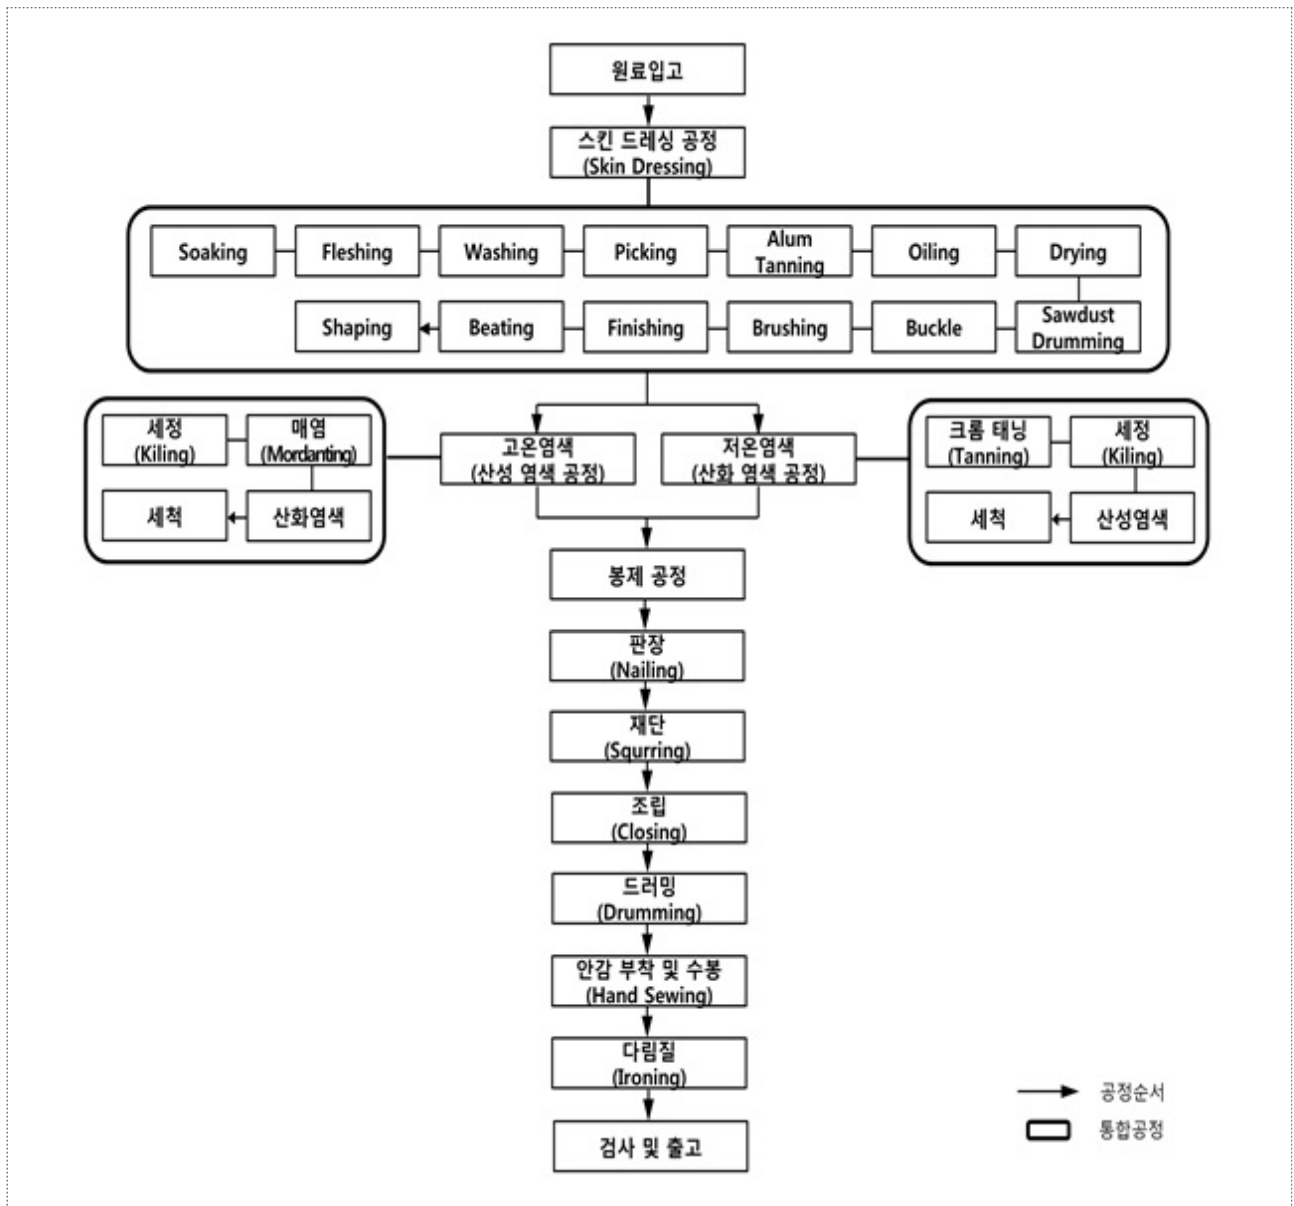 원료입고
스킨 드레싱 공정
(Skin Dressing)
Soaking
Fleshing
Washing
Picking
Alum
Tanning
Oiling
Drying
Shaping
Beating
Finishing
Brushing
Buckle
Sawdust
Drumming
세정
(Kiling)
매염
(Mordanting)
세척
산화염색
고온염색
(산성 염색 공정)
저온염색
(산화 염색 공정)
크롬 태닝
(Tanning)
세정
(Kiling)
세척
산성염색
봉제 공정
판장
(Nailing)
재단
(Squrring)
조립
(Closing)
드러밍
(Drumming)
안감 부착 및 수봉
(Hand Sewing)
다림질
(Ironing)
검사 및 출고
공정순서
통합공정